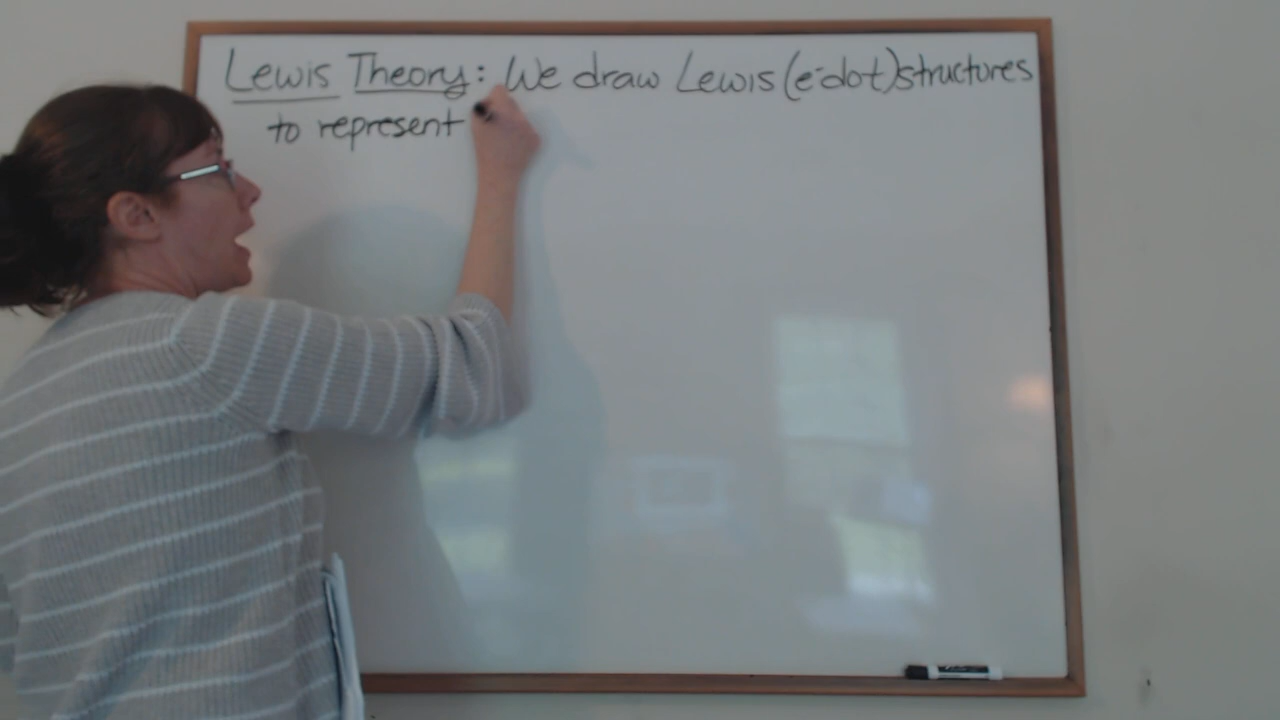 Lewis Theory: We draw Lewis (e⁻dot) structures
to represent